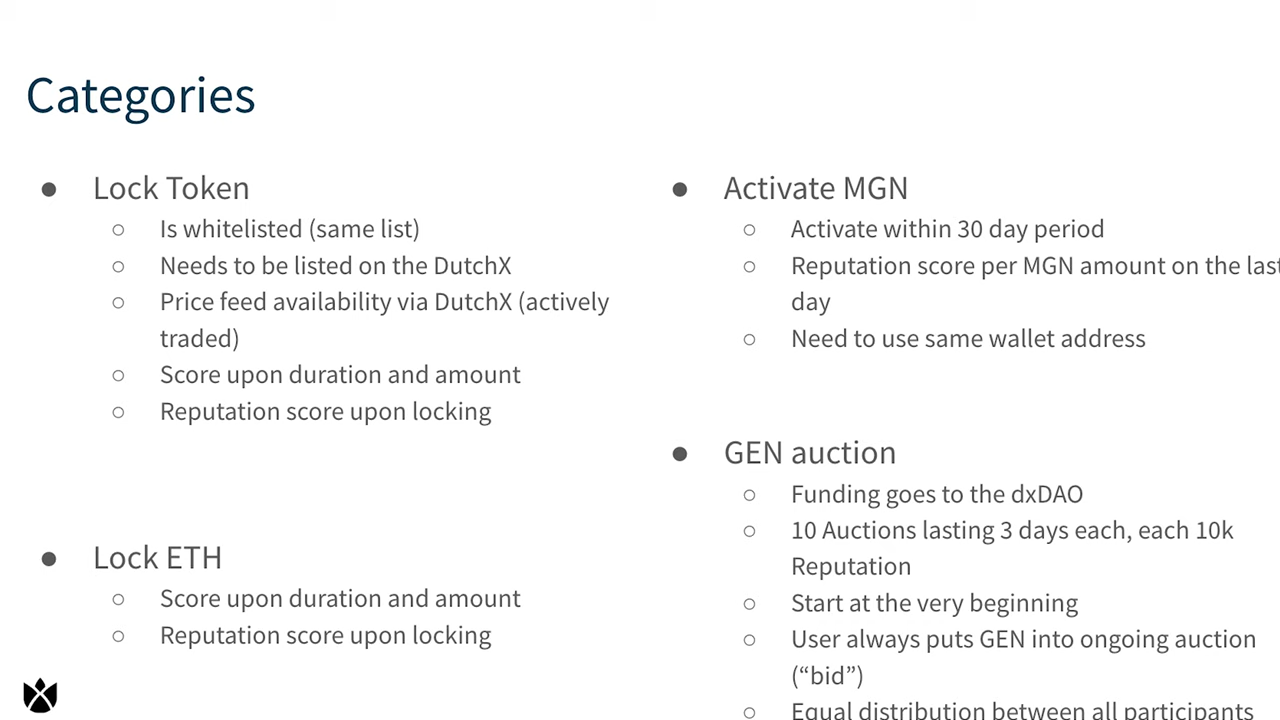 Categories
● Lock Token
○ Is whitelisted (same list)
○ Needs to be listed on the DutchX
○ Price feed availability via DutchX (actively
traded)
○ Score upon duration and amount
○ Reputation score upon locking
● Lock ETH
○ Score upon duration and amount
○ Reputation score upon locking
● Activate MGN
○ Activate within 30 day period
○ Reputation score per MGN amount on the last
day
○ Need to use same wallet address
● GEN auction
○ Funding goes to the dxDAO
○ 10 Auctions lasting 3 days each, each 10k
Reputation
○ Start at the very beginning
○ User always puts GEN into ongoing auction
(“bid”)
○ Equal distribution between all participants